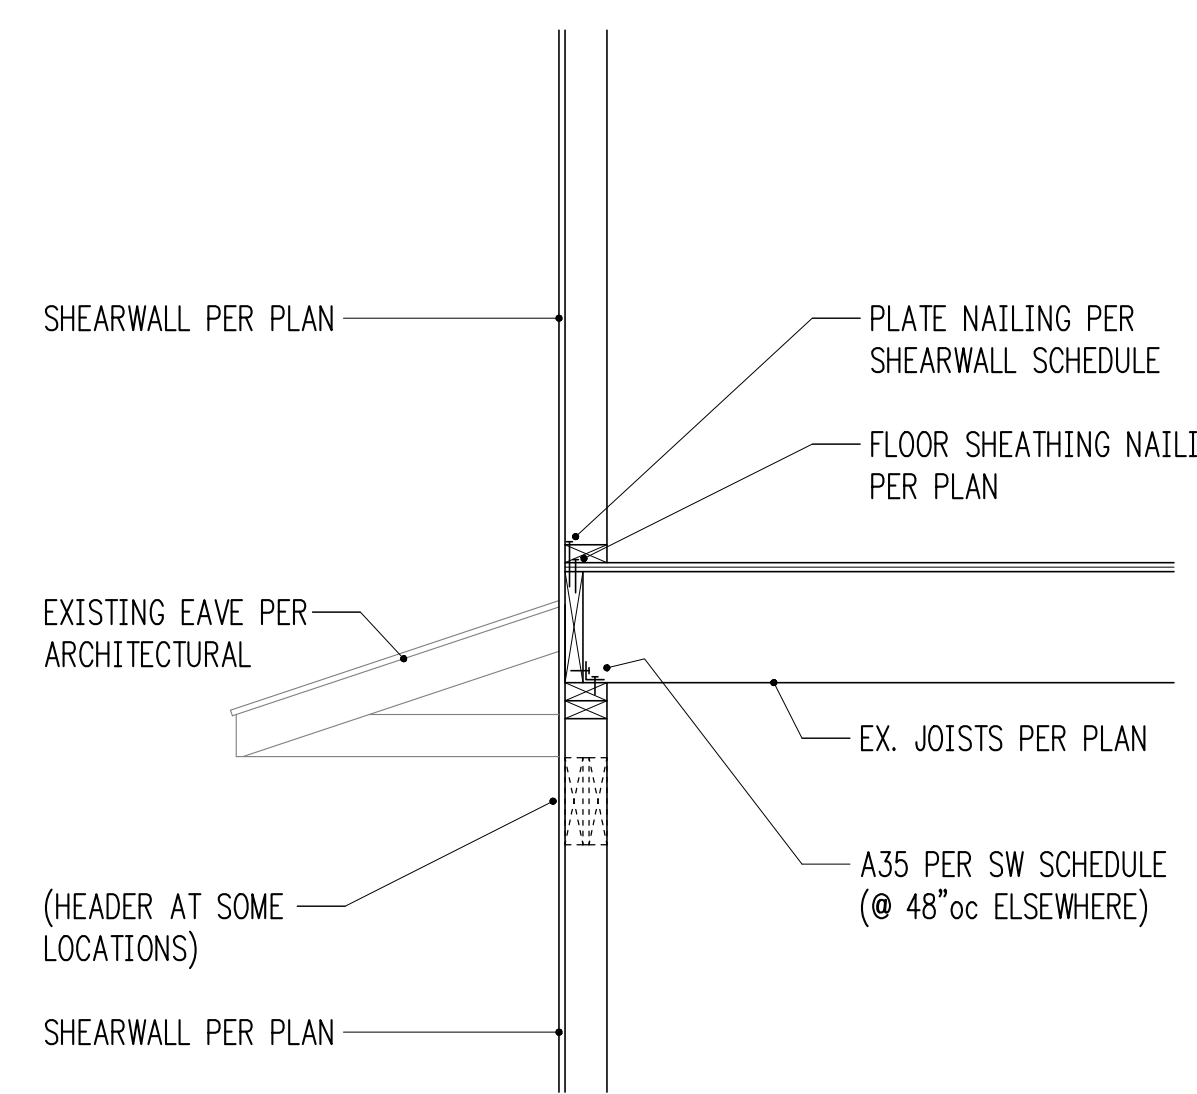 SHEARWALL PER PLAN
PLATE NAILING PER
SHEARWALL SCHEDULE
FLOOR SHEATHING NAILI
PER PLAN
EXISTING EAVE PER
ARCHITECTURAL
EX. JOISTS PER PLAN
A35 PER SW SCHEDULE
(@ 48"oc ELSEWHERE)
(HEADER AT SOME
LOCATIONS)
SHEARWALL PER PLAN